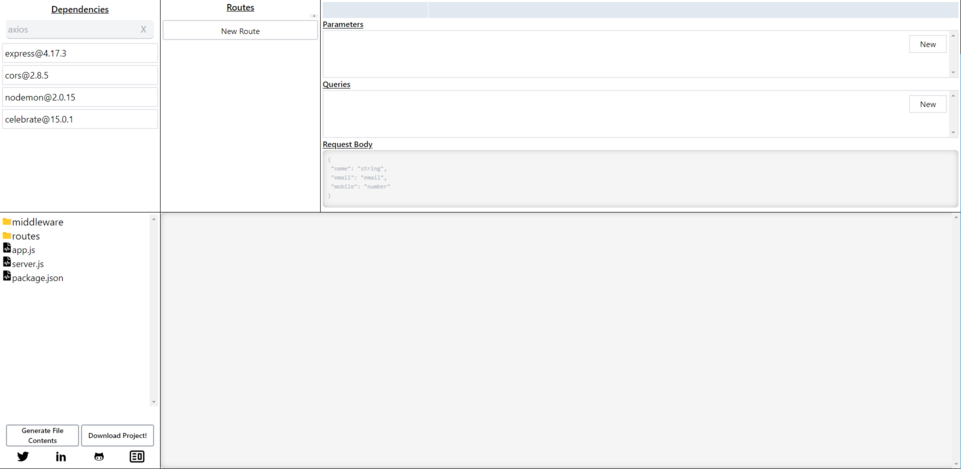 Dependencies
axios X
express@4.17.3
cors@2.8.5
nodemon@2.0.15
celebrate@15.0.1
Routes
New Route
Parameters
New
Queries
New
Request Body
{
"name": "string",
"email": "email",
"mobile": "number"
}
middleware
routes
app.js
server.js
package.json
Generate File
Contents
Download Project!
in